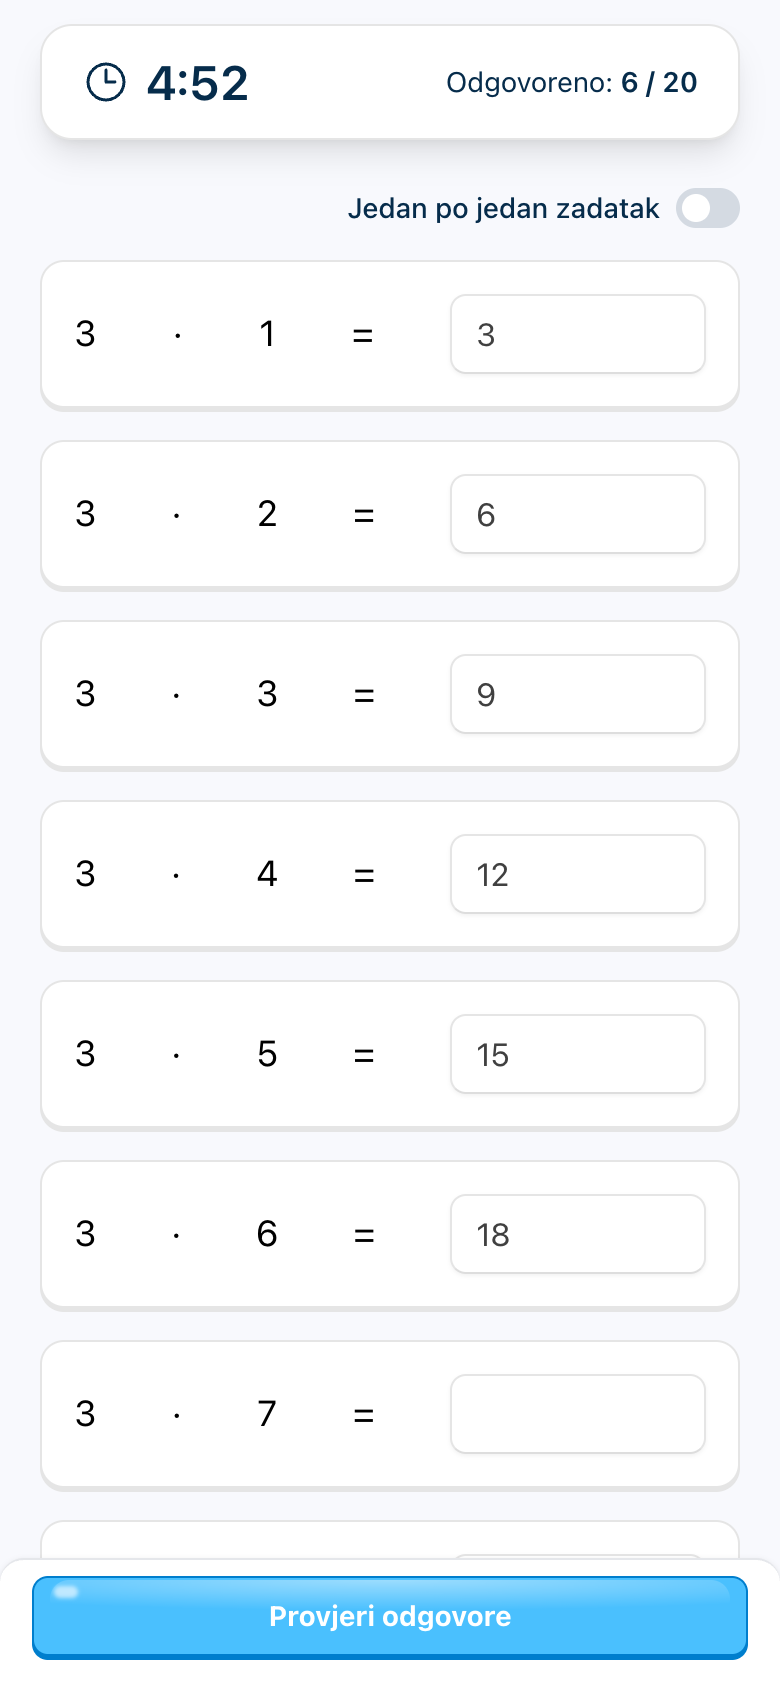 4:52 Odgovoreno: 6 / 20
Jedan po jedan zadatak
3 · 1 = 3
3 · 2 = 6
3 · 3 = 9
3 · 4 = 12
3 · 5 = 15
3 · 6 = 18
3 · 7 =
Provjeri odgovore